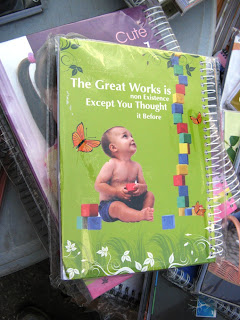 Cute
The Great Works is
non Existence
Except You Thought
it Before